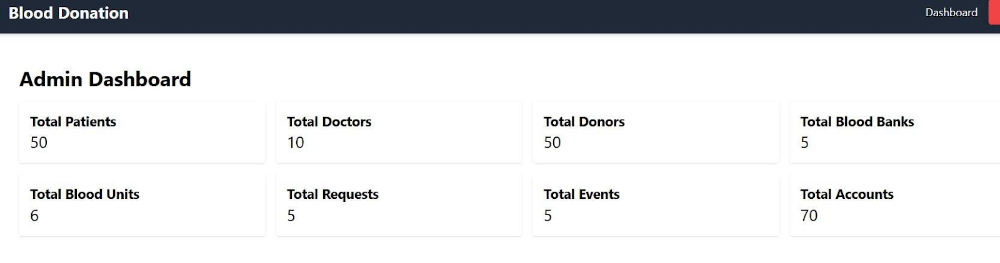 Blood Donation
Dashboard
Admin Dashboard
Total Patients
50
Total Doctors
10
Total Donors
50
Total Blood Banks
5
Total Blood Units
6
Total Requests
5
Total Events
5
Total Accounts
70